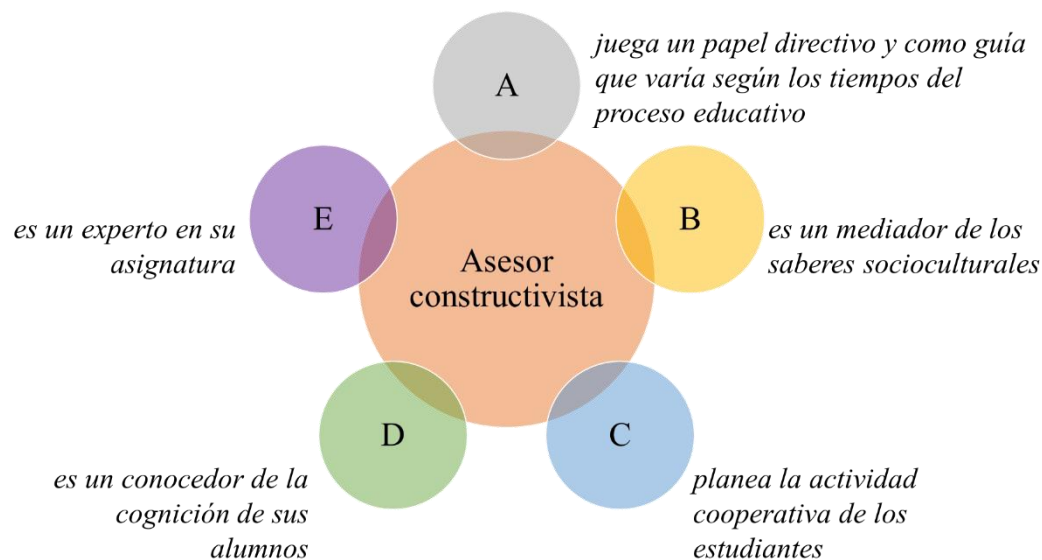 A
juega un papel directivo y como guía
que varía según los tiempos del
proceso educativo
E
es un experto en su
asignatura
B
es un mediador de los
saberes socioculturales
Asesor
constructivista
D
es un conocedor de la
cognición de sus
alumnos
C
planea la actividad
cooperativa de los
estudiantes